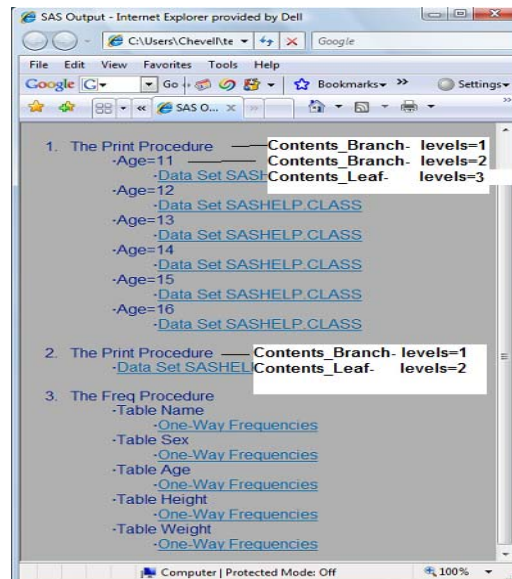 SAS Output - Internet Explorer provided by Dell
C:\Users\Chevell\te
Google
File Edit View Favorites Tools Help
Google G Go Bookmarks Settings
SAS O...
1. The Print Procedure Contents_Branch- levels=1
-Age=11 Contents_Branch- levels=2
-Data Set SASH Contents_Leaf- levels=3
-Age=12
-Data Set SASHELP.CLASS
-Age=13
-Data Set SASHELP.CLASS
-Age=14
-Data Set SASHELP.CLASS
-Age=15
-Data Set SASHELP.CLASS
-Age=16
-Data Set SASHELP.CLASS
2. The Print Procedure Contents_Branch- levels=1
-Data Set SASHEL Contents_Leaf- levels=2
3. The Freq Procedure
-Table Name
-One-Way Frequencies
-Table Sex
-One-Way Frequencies
-Table Age
-One-Way Frequencies
-Table Height
-One-Way Frequencies
-Table Weight
-One-Way Frequencies
Computer | Protected Mode: Off 100%